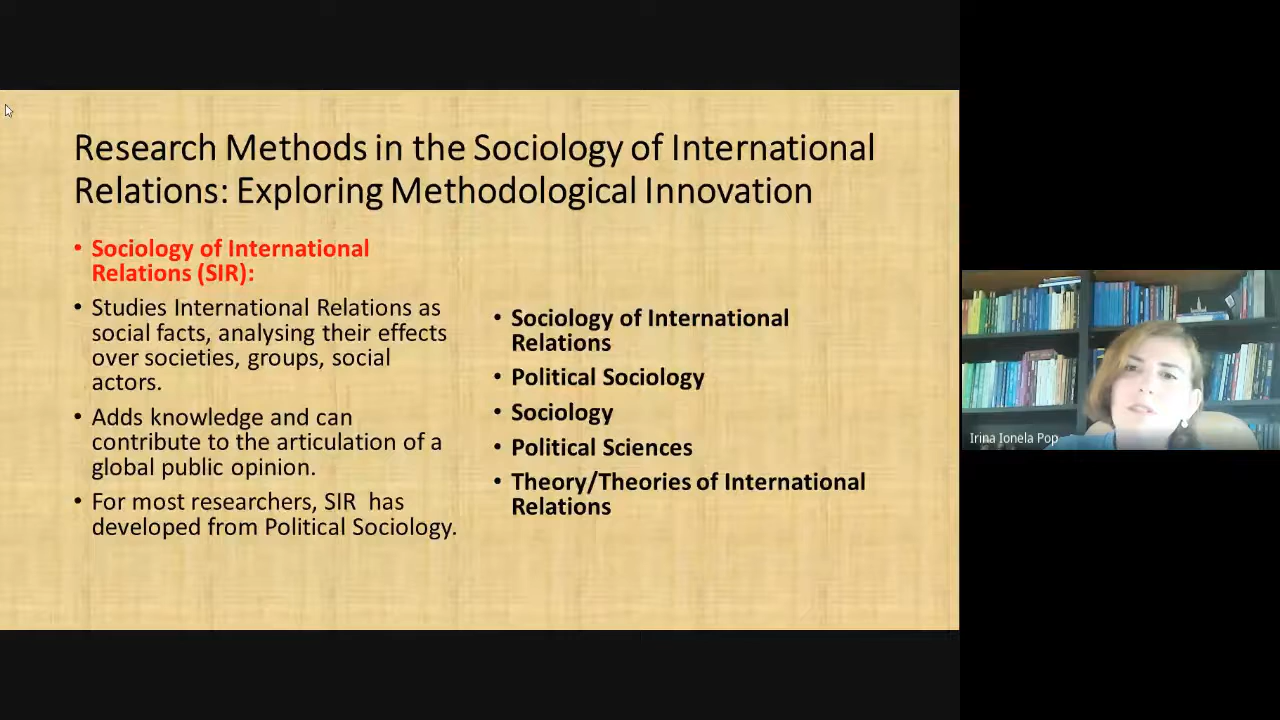 Research Methods in the Sociology of International
Relations: Exploring Methodological Innovation
• Sociology of International
Relations (SIR):
• Studies International Relations as
social facts, analysing their effects
over societies, groups, social
actors.
• Adds knowledge and can
contribute to the articulation of a
global public opinion.
• For most researchers, SIR has
developed from Political Sociology.
• Sociology of International
Relations
• Political Sociology
• Sociology
• Political Sciences
• Theory/Theories of International
Relations
Irina Ionela Pop